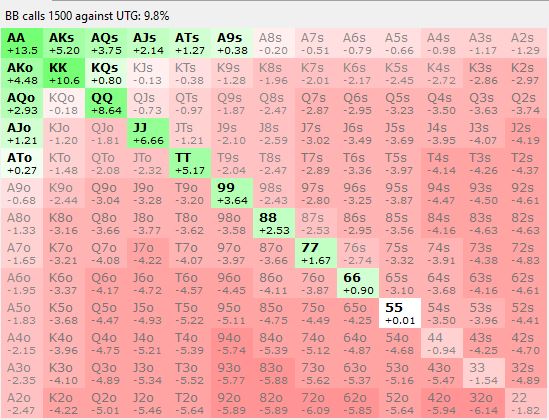 BB calls 1500 against UTG: 9.8%
AA AKs AQs AJs ATs A9s A8s A7s A6s A5s A4s A3s A2s
+13.5 +5.20 +3.75 +2.14 +1.27 +0.38 -0.20 -0.51 -0.79 -0.66 -0.98 -1.17 -1.29
AKo KK KQs KJs KTs K9s K8s K7s K6s K5s K4s K3s K2s
+4.48 +10.6 +0.80 -0.13 -0.38 -1.28 -1.96 -2.01 -2.17 -2.45 -2.72 -2.86 -2.97
AQo KQo QQ QJs QTs Q9s Q8s Q7s Q6s Q5s Q4s Q3s Q2s
+2.93 -0.18 +8.64 -0.73 -0.97 -1.87 -2.47 -2.87 -2.95 -3.23 -3.50 -3.63 -3.74
AJo KJo QJo JJ JTs J9s J8s J7s J6s J5s J4s J3s J2s
+1.21 -1.20 -1.81 +6.66 -1.21 -2.10 -2.59 -3.02 -3.49 -3.69 -3.95 -4.07 -4.19
ATo KTo QTo JTo TT T9s T8s T7s T6s T5s T4s T3s T2s
+0.27 -1.48 -2.08 -2.32 +5.17 -2.04 -2.47 -2.89 -3.36 -3.97 -4.14 -4.26 -4.37
A9o K9o Q9o J9o T9o 99 98s 97s 96s 95s 94s 93s 92s
-0.68 -2.44 -3.04 -3.28 -3.20 +3.64 -2.43 -2.80 -3.25 -3.87 -4.47 -4.50 -4.61
A8o K8o Q8o J8o T8o 98o 88 87s 86s 85s 84s 83s 82s
-1.33 -3.16 -3.66 -3.77 -3.62 -3.58 +2.53 -2.53 -2.95 -3.56 -4.16 -4.63 -4.63
A7o K7o Q7o J7o T7o 97o 87o 77 76s 75s 74s 73s 72s
-1.65 -3.21 -4.08 -4.22 -4.07 -3.97 -3.66 +1.67 -2.74 -3.32 -3.91 -4.38 -4.83
A6o K6o Q6o J6o T6o 96o 86o 76o 66 65s 64s 63s 62s
-1.95 -3.37 -4.17 -4.72 -4.57 -4.45 -4.11 -3.87 +0.90 -3.10 -3.68 -4.16 -4.61
A5o K5o Q5o J5o T5o 95o 85o 75o 65o 55 54s 53s 52s
-1.83 -3.68 -4.47 -4.93 -5.22 -5.11 -4.75 -4.49 -4.25 +0.01 -3.50 -3.96 -4.41
A4o K4o Q4o J4o T4o 94o 84o 74o 64o 54o 44 43s 42s
-2.15 -3.96 -4.75 -5.21 -5.39 -5.74 -5.39 -5.12 -4.87 -4.68 -0.94 -4.25 -4.70
A3o K3o Q3o J3o T3o 93o 83o 73o 63o 53o 43o 33 32s
-2.35 -4.10 -4.89 -5.34 -5.52 -5.77 -5.88 -5.62 -5.37 -5.16 -5.47 -1.54 -4.89
A2o K2o Q2o J2o T2o 92o 82o 72o 62o 52o 42o 32o 22
-2.47 -4.22 -5.01 -5.46 -5.64 -5.89 -5.89 -6.09 -5.85 -5.64 -5.94 -6.14 -1.82